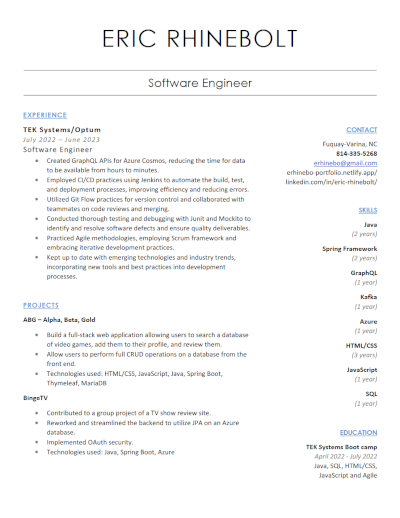 ERIC RHINEBOLT
Software Engineer
EXPERIENCE
TEK Systems/Optum
July 2022 – June 2023
Software Engineer
• Created GraphQL APIs for Azure Cosmos, reducing the time for data
to be available from hours to minutes.
• Employed CI/CD practices using Jenkins to automate the build, test,
and deployment processes, improving efficiency and reducing errors.
• Utilized Git Flow practices for version control and collaborated with
teammates on code reviews and merging.
• Conducted thorough testing and debugging with Junit and Mockito to
identify and resolve software defects and ensure quality deliverables.
• Practiced Agile methodologies, employing Scrum framework and
embracing iterative development practices.
• Kept up to date with emerging technologies and industry trends,
incorporating new tools and best practices into development
processes.
PROJECTS
ABG – Alpha, Beta, Gold
• Build a full-stack web application allowing users to search a database
of video games, add them to their profile, and review them.
• Allow users to perform full CRUD operations on a database from the
front end.
• Technologies used: HTML/CSS, JavaScript, Java, Spring Boot,
Thymeleaf, MariaDB
BingeTV
• Contributed to a group project of a TV show review site.
• Reworked and streamlined the backend to utilize JPA on an Azure
database.
• Implemented OAuth security.
• Technologies used: Java, Spring Boot, Azure
CONTACT
Fuquay-Varina, NC
814-335-5268
erhinebo@gmail.com
erhinebo-portfolio.netlify.app/
linkedin.com/in/eric-rhinebolt/
SKILLS
Java
(2 years)
Spring Framework
(2 years)
GraphQL
(1 year)
Kafka
(1 year)
Azure
(1 year)
HTML/CSS
(3 years)
JavaScript
(1 year)
SQL
(1 year)
EDUCATION
TEK Systems Boot camp
April 2022 - July 2022
Java, SQL, HTML/CSS,
JavaScript and Agile